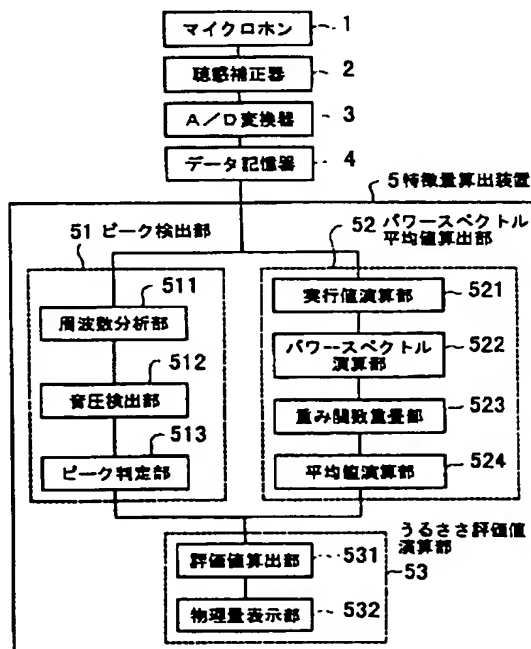 マイクロホン 1
聴感補正器 2
A/D変換器 3
データ記憶器 4
5特徴量算出装置
51 ピーク検出部
52 パワースペクトル
平均値算出部
511
周波数分析部
512
音圧検出部
513
ピーク判定部
実行値演算部 521
パワースペクトル
演算部 522
重み関数重畳部 523
平均値演算部 524
うるささ評価値
演算部
53
評価値算出部 531
物理量表示部 532